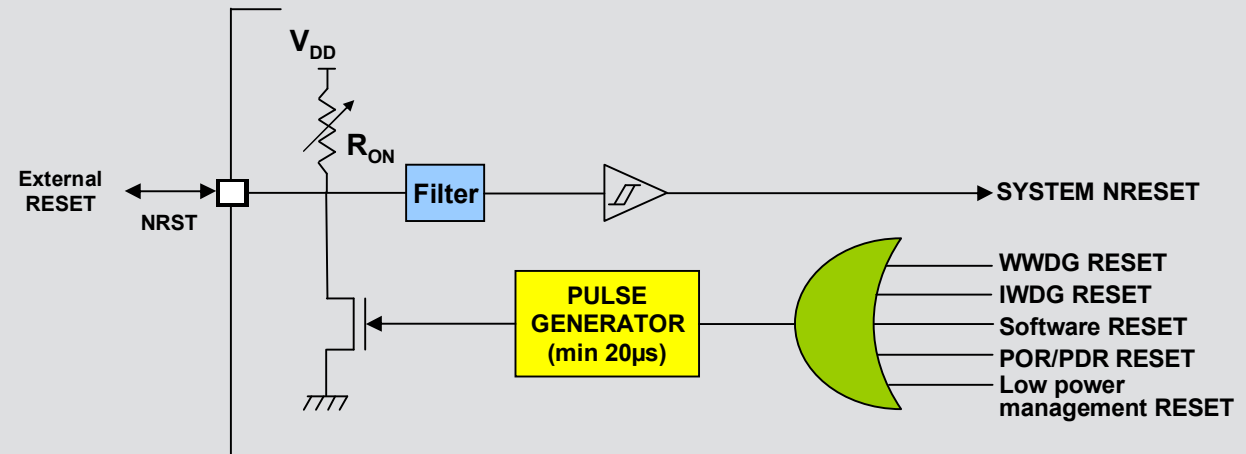 VDD
RON
External
RESET
NRST
Filter
SYSTEM NRESET
PULSE
GENERATOR
(min 20µs)
WWDG RESET
IWDG RESET
Software RESET
POR/PDR RESET
Low power
management RESET